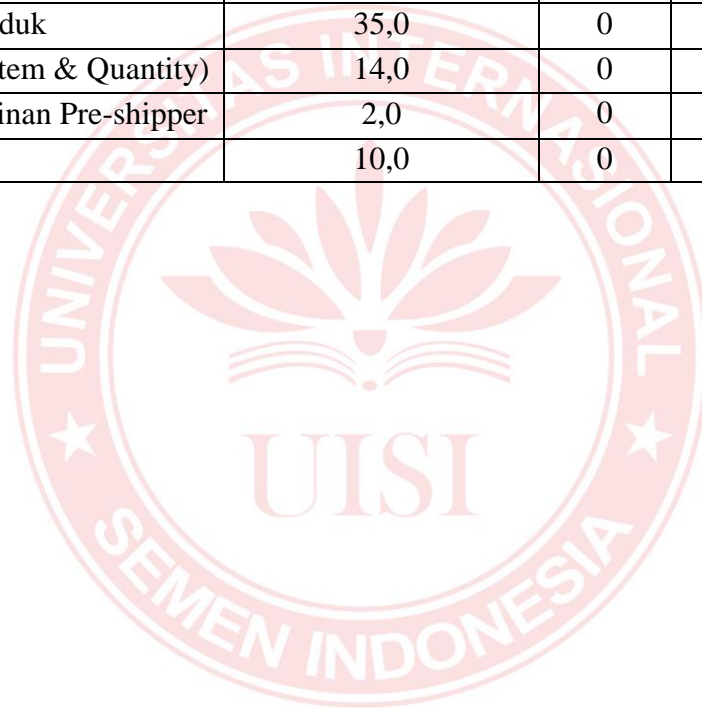 duk 35,0 0
tem & Quantity) 14,0 0
inan Pre-shipper 2,0 0
10,0 0
UNIVERSITAS INTERNASIONAL
UISI
SEMEN INDONESIA